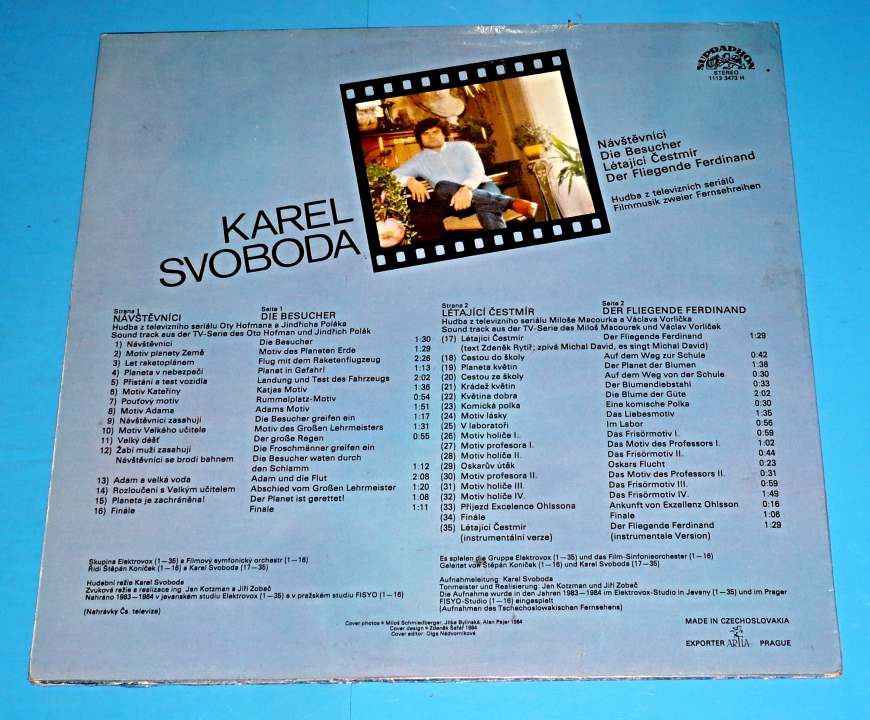 SUPRAPHON
STEREO
1113 3473 H
Návštěvníci
Die Besucher
Létající Čestmír
Der Fliegende Ferdinand
Hudba z televizních seriálů
Filmmusik zweier Fernsehreihen
KAREL
SVOBODA
Strana 1 Seite 1
NÁVŠTĚVNÍCI DIE BESUCHER
Hudba z televizního seriálu Oty Hofmana a Jindřicha Poláka
Sound track aus der TV-Serie des Oto Hofman und Jindřich Polák
1) Návštěvníci Die Besucher 1:30
2) Motiv planety Země Motiv des Planeten Erde 1:29
3) Let raketoplánem Flug mit dem Raketenflugzeug 2:26
4) Planeta v nebezpečí Planet in Gefahr! 1:13
5) Přistání a test vozidla Landung und Test des Fahrzeugs 2:02
6) Motiv Kateřiny Katjas Motiv 1:36
7) Pouťový motiv Rummelplatz-Motiv 0:54
8) Motiv Adama Adams Motiv 1:51
9) Návštěvníci zasahují Die Besucher greifen ein 1:17
10) Motiv Velkého učitele Motiv des Großen Lehrmeisters 1:31
11) Velký déšť Der große Regen 0:55
12) Žabí muži zasahují Die Froschmänner greifen ein
Návštěvníci se brodí bahnem Die Besucher waten durch
den Schlamm 1:12
13) Adam a velká voda Adam und die Flut 2:08
14) Rozloučení s Velkým učitelem Abschied vom Großen Lehrmeister 1:20
15) Planeta je zachráněna! Der Planet ist gerettet! 1:08
16) Finále Finale 1:11
Strana 2 Seite 2
LÉTAJÍCÍ ČESTMÍR DER FLIEGENDE FERDINAND
Hudba z televizního seriálu Miloše Macourka a Václava Vorlíčka
Sound track aus der TV-Serie des Miloš Macourek und Václav Vorlíček
(17) Létající Čestmír Der Fliegende Ferdinand 1:29
(text Zdeněk Rytíř; zpívá Michal David, es singt Michal David)
(18) Cestou do školy Auf dem Weg zur Schule 0:42
(19) Planeta květin Der Planet der Blumen 1:38
(20) Cestou ze školy Auf dem Weg von der Schule 0:30
(21) Krádež květin Der Blumendiebstahl 0:33
(22) Květina dobra Die Blume der Güte 2:02
(23) Komická polka Eine komische Polka 0:30
(24) Motiv lásky Das Liebesmotiv 1:35
(25) V laboratoři Im Labor 0:56
(26) Motiv holiče I. Das Frisörmotiv I. 0:59
(27) Motiv profesora I. Das Motiv des Professors I. 1:02
(28) Motiv holiče II. Das Frisörmotiv II. 0:44
(29) Oskarův útěk Oskars Flucht 0:23
(30) Motiv profesora II. Das Motiv des Professors II. 0:31
(31) Motiv holiče III. Das Frisörmotiv III. 0:59
(32) Motiv holiče IV. Das Frisörmotiv IV. 1:49
(33) Příjezd Excelence Ohlssona Ankunft von Exzellenz Ohlsson 0:16
(34) Finále Finale 1:06
(35) Létající Čestmír Der Fliegende Ferdinand 1:29
(instrumentální verze) (instrumentale Version)
Skupina Elektrovox (1—35) a Filmový symfonický orchestr (1—16)
Řídí Štěpán Koníček (1—16) a Karel Svoboda (17—35)
Hudební režie Karel Svoboda
Zvuková režie a realizace ing. Jan Kotzman a Jiří Zobač
Nahráno 1983—1984 v jevanském studiu Elektrovox (1—35) a v pražském studiu FISYO (1—16)
(Nahrávky Čs. televize)
Es spielen die Gruppe Elektrovox (1—35) und das Film-Sinfonieorchester (1—16)
Geleitet von Štěpán Koníček (1—16) und Karel Svoboda (17—35)
Aufnahmeleitung: Karel Svoboda
Tonmeister und Realisierung: Jan Kotzman und Jiří Zobač
Die Aufnahme wurde in den Jahren 1983—1984 im Elektrovox-Studio in Jevany (1—35) und im Prager
FISYO-Studio (1—16) eingespielt
(Aufnahmen des Tschechoslowakischen Fernsehens)
Cover photos © Miloš Schmiedberger, Jitka Bylinská, Alan Pajer 1984
Cover design © Zdeněk Šafář 1984
Cover editor: Olga Nádvorníková
MADE IN CZECHOSLOVAKIA
EXPORTER ARTIA PRAGUE